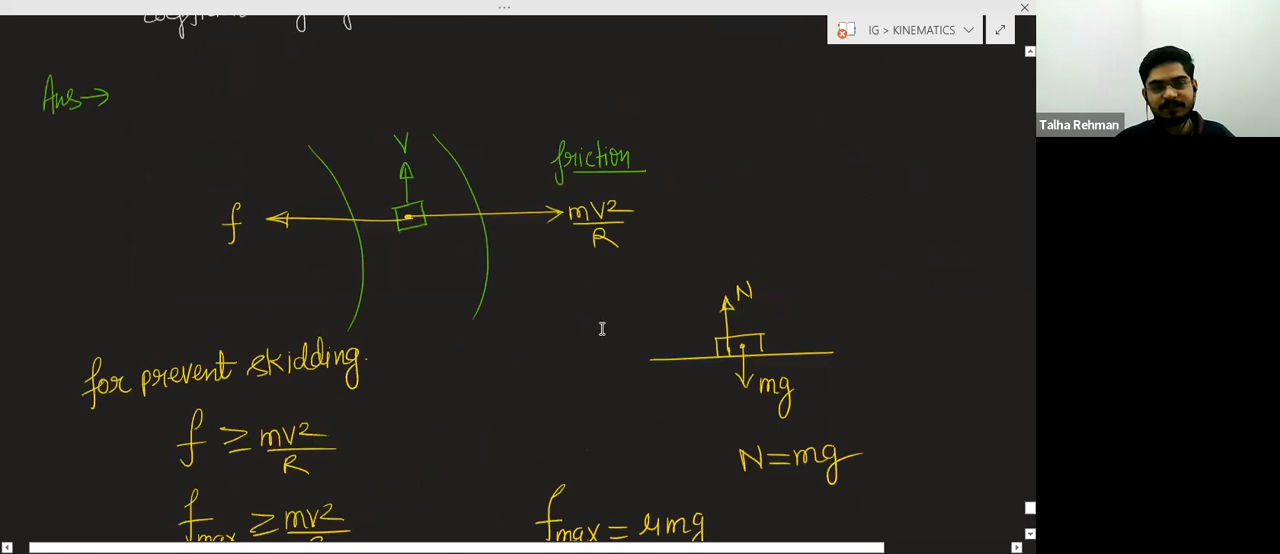 IG > KINEMATICS
Talha Rehman
Ans →
V
friction
f
mv²/R
N
mg
for prevent skidding.
f ≥ mv²/R
N = mg
fmax ≥ mv²
fmax = μmg